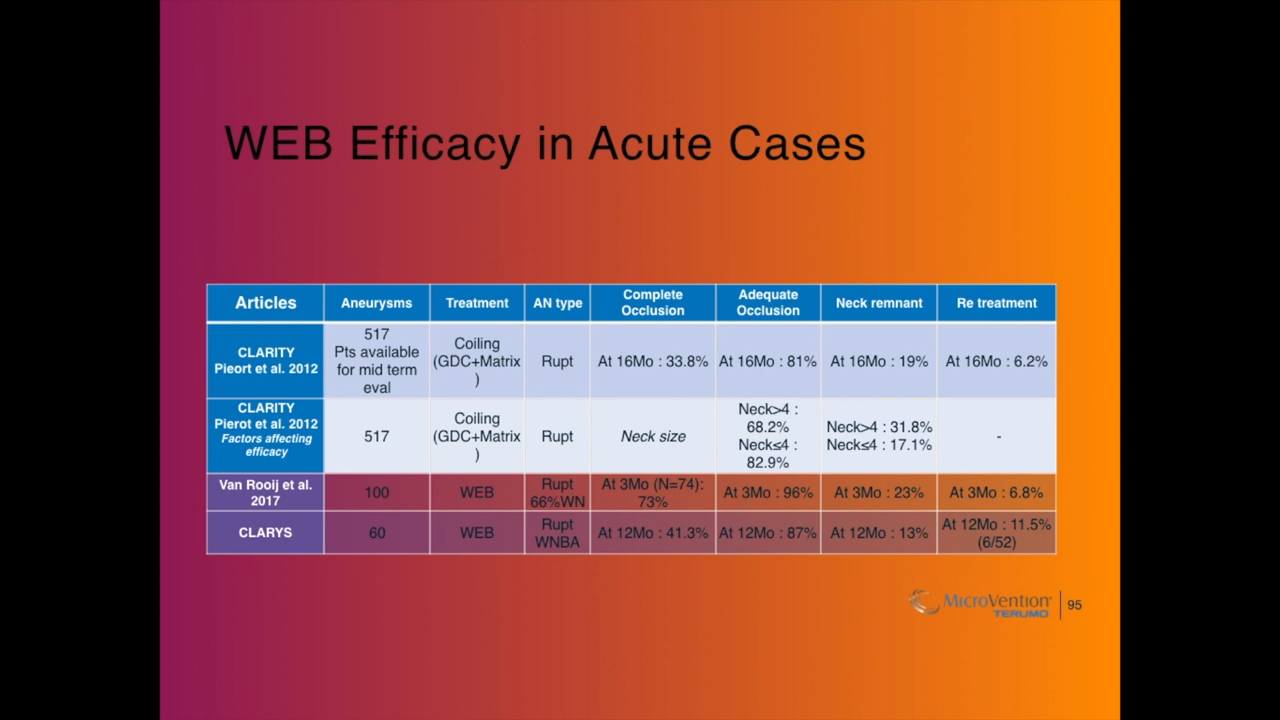 WEB Efficacy in Acute Cases
Articles
Aneurysms
Treatment
AN type
Complete
Occlusion
Adequate
Occlusion
Neck remnant
Re treatment
CLARITY
Pieort et al. 2012
517
Pts available
for mid term
eval
Coiling
(GDC+Matrix
)
Rupt
At 16Mo : 33.8%
At 16Mo : 81%
At 16Mo : 19%
At 16Mo : 6.2%
CLARITY
Pierot et al. 2012
Factors affecting
efficacy
517
Coiling
(GDC+Matrix
)
Rupt
Neck size
Neck>4 :
68.2%
Neck≤4 :
82.9%
Neck>4 : 31.8%
Neck≤4 : 17.1%
-
Van Rooij et al.
2017
100
WEB
Rupt
66%WN
At 3Mo (N=74):
73%
At 3Mo : 96%
At 3Mo : 23%
At 3Mo : 6.8%
CLARYS
60
WEB
Rupt
WNBA
At 12Mo : 41.3%
At 12Mo : 87%
At 12Mo : 13%
At 12Mo : 11.5%
(6/52)
MicroVention
TERUMO
95